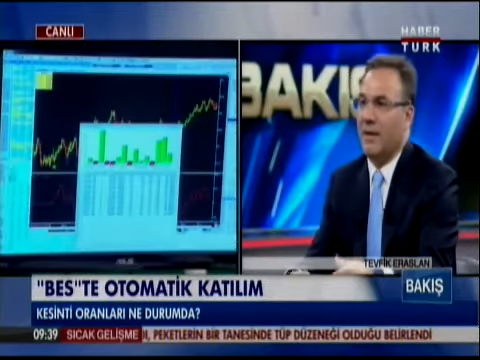 CANLI
HABER
TÜRK
BAKIŞ
TEVFİK ERASLAN
"BES"TE OTOMATİK KATILIM
BAKIŞ
KESİNTİ ORANLARI NE DURUMDA?
09:39 SICAK GELİŞME İ, PEKETLERİN BİR TANESİNDE TÜP DÜZENEĞİ OLDUĞU BELİRLENDİ